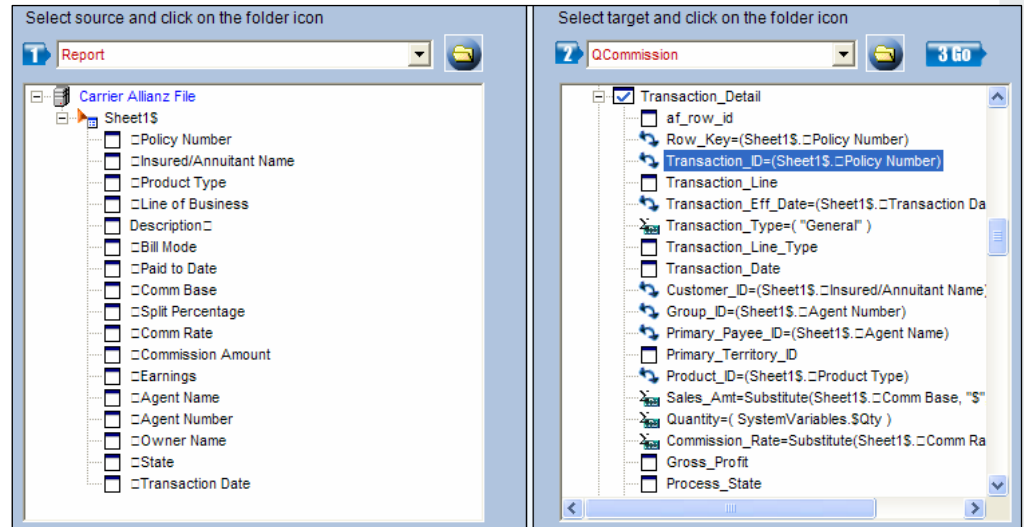 Select source and click on the folder icon
1 Report
Carrier Allianz File
Sheet1$
□Policy Number
□Insured/Annuitant Name
□Product Type
□Line of Business
Description□
□Bill Mode
□Paid to Date
□Comm Base
□Split Percentage
□Comm Rate
□Commission Amount
□Earnings
□Agent Name
□Agent Number
□Owner Name
□State
□Transaction Date
Select target and click on the folder icon
2 QCommission 3 Go
Transaction_Detail
af_row_id
Row_Key=(Sheet1$.□Policy Number)
Transaction_ID=(Sheet1$.□Policy Number)
Transaction_Line
Transaction_Eff_Date=(Sheet1$.□Transaction Da
Transaction_Type=( "General" )
Transaction_Line_Type
Transaction_Date
Customer_ID=(Sheet1$.□Insured/Annuitant Name)
Group_ID=(Sheet1$.□Agent Number)
Primary_Payee_ID=(Sheet1$.□Agent Name)
Primary_Territory_ID
Product_ID=(Sheet1$.□Product Type)
Sales_Amt=Substitute(Sheet1$.□Comm Base, "$"
Quantity=( SystemVariables.$Qty )
Commission_Rate=Substitute(Sheet1$.□Comm Ra
Gross_Profit
Process_State